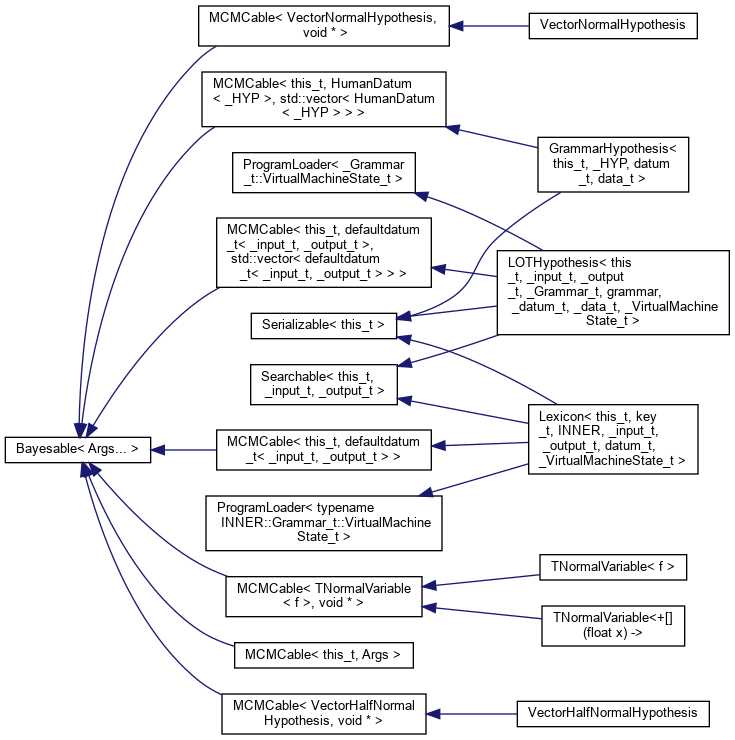 MCMCable< VectorNormalHypothesis,
void * >
VectorNormalHypothesis
MCMCable< this_t, HumanDatum
< _HYP >, std::vector< HumanDatum
< _HYP > > >
GrammarHypothesis<
this_t, _HYP, datum
_t, data_t >
ProgramLoader< _Grammar
_t::VirtualMachineState_t >
MCMCable< this_t, defaultdatum
_t< _input_t, _output_t >,
std::vector< defaultdatum
_t< _input_t, _output_t > > >
LOTHypothesis< this
_t, _input_t, _output
_t, _Grammar_t, grammar,
_datum_t, _data_t, _VirtualMachine
State_t >
Serializable< this_t >
Searchable< this_t,
_input_t, _output_t >
Lexicon< this_t, key
_t, INNER, _input_t,
_output_t, datum_t,
_VirtualMachineState_t >
Bayesable< Args... >
MCMCable< this_t, defaultdatum
_t< _input_t, _output_t > >
ProgramLoader< typename
INNER::Grammar_t::VirtualMachine
State_t >
MCMCable< TNormalVariable
< f >, void * >
TNormalVariable< f >
TNormalVariable<+[]
(float x) ->
MCMCable< this_t, Args >
MCMCable< VectorHalfNormal
Hypothesis, void * >
VectorHalfNormalHypothesis